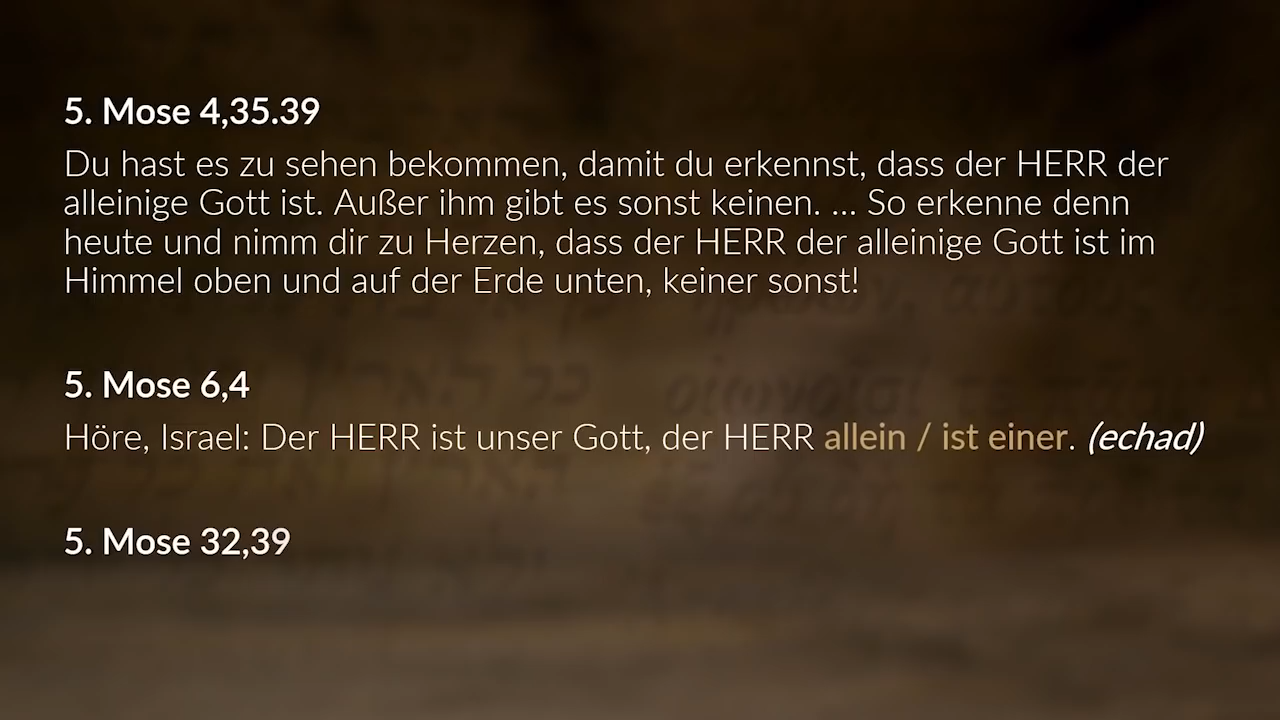 5. Mose 4,35.39
Du hast es zu sehen bekommen, damit du erkennst, dass der HERR der
alleinige Gott ist. Außer ihm gibt es sonst keinen. ... So erkenne denn
heute und nimm dir zu Herzen, dass der HERR der alleinige Gott ist im
Himmel oben und auf der Erde unten, keiner sonst!
5. Mose 6,4
Höre, Israel: Der HERR ist unser Gott, der HERR allein / ist einer. (echad)
5. Mose 32,39